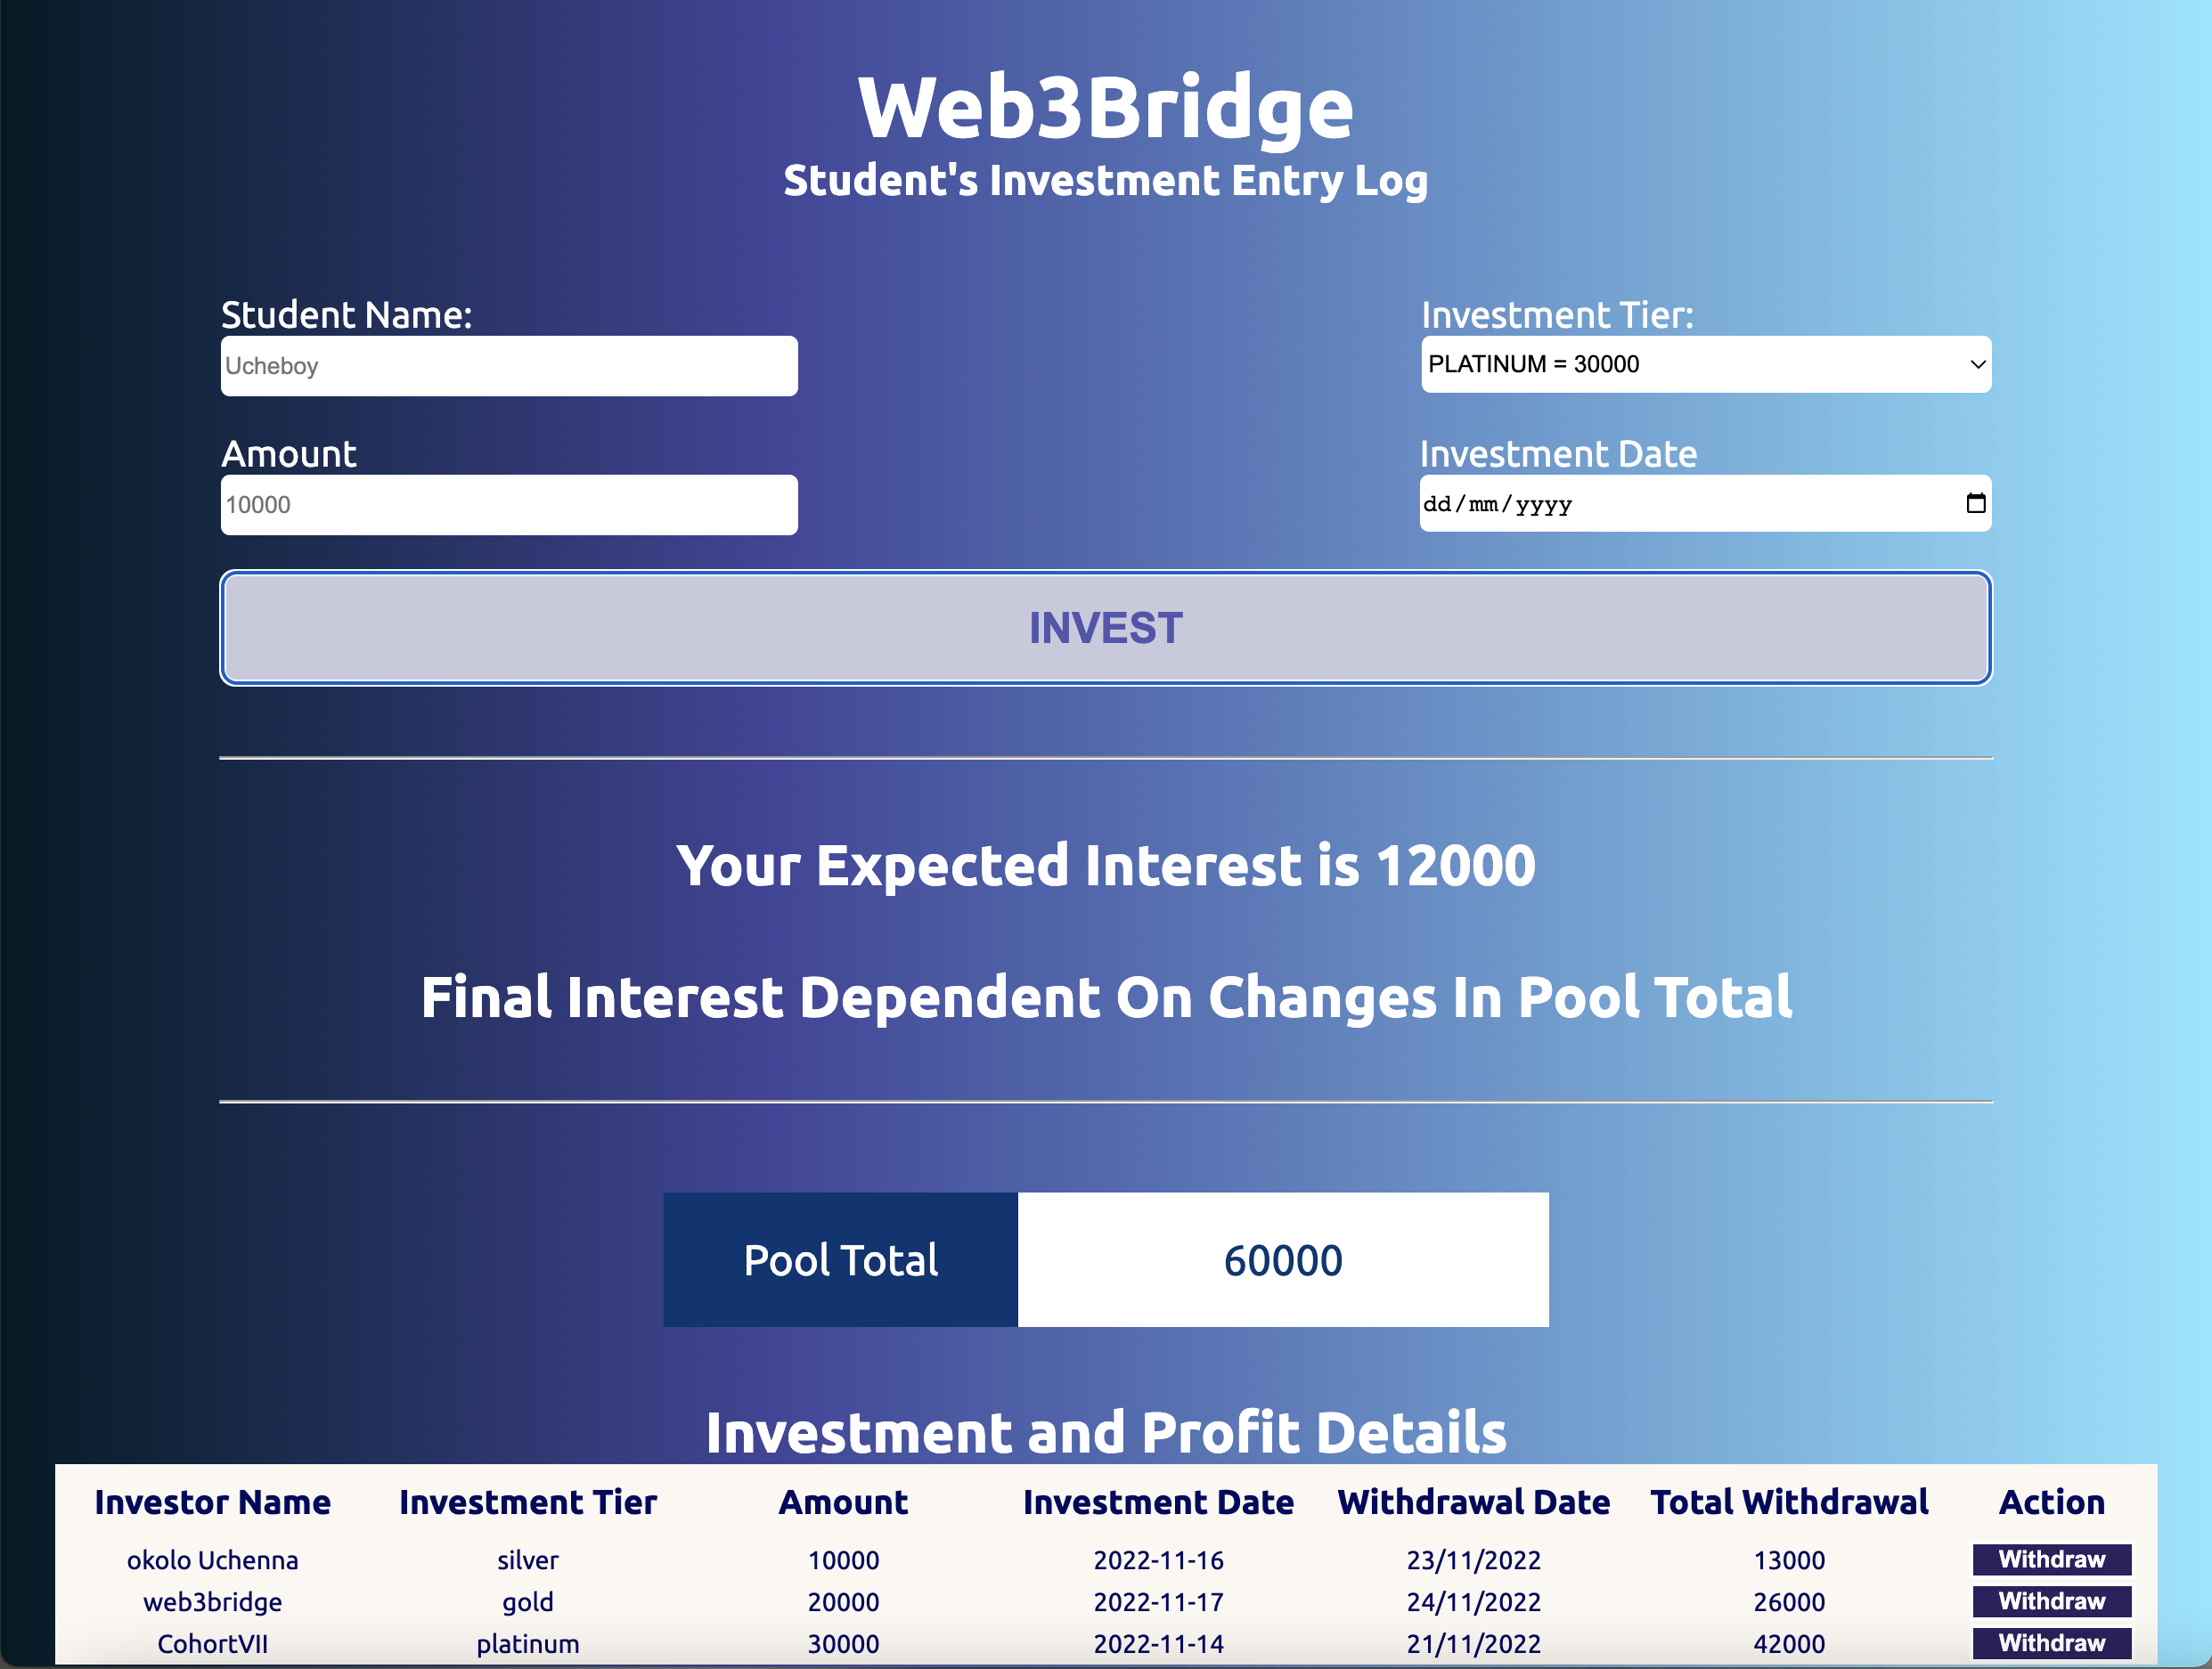 Web3Bridge
Student's Investment Entry Log
Student Name: Investment Tier:
Ucheboy PLATINUM = 30000
Amount Investment Date
10000 dd/mm/yyyy
INVEST
Your Expected Interest is 12000
Final Interest Dependent On Changes In Pool Total
Pool Total 60000
Investment and Profit Details
Investor Name Investment Tier Amount Investment Date Withdrawal Date Total Withdrawal Action
okolo Uchenna silver 10000 2022-11-16 23/11/2022 13000 Withdraw
web3bridge gold 20000 2022-11-17 24/11/2022 26000 Withdraw
CohortVII platinum 30000 2022-11-14 21/11/2022 42000 Withdraw